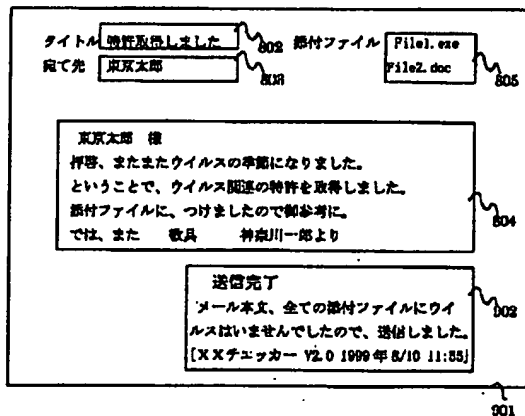 タイトル 特許取得しました 802 添付ファイル File1.exe
宛て先 東京太郎 803 File2.doc 805
東京太郎 様
拝啓、またまたウイルスの季節になりました。
ということで、ウイルス関連の特許を取得しました。
添付ファイルに、つけましたので御参考に。
では、また 敬具 神奈川一郎より
804
送信完了
メール本文、全ての添付ファイルにウイ
ルスはいませんでしたので、送信しました。
[XXチェッカー V2.0 1999年8/10 11:55]
902
901